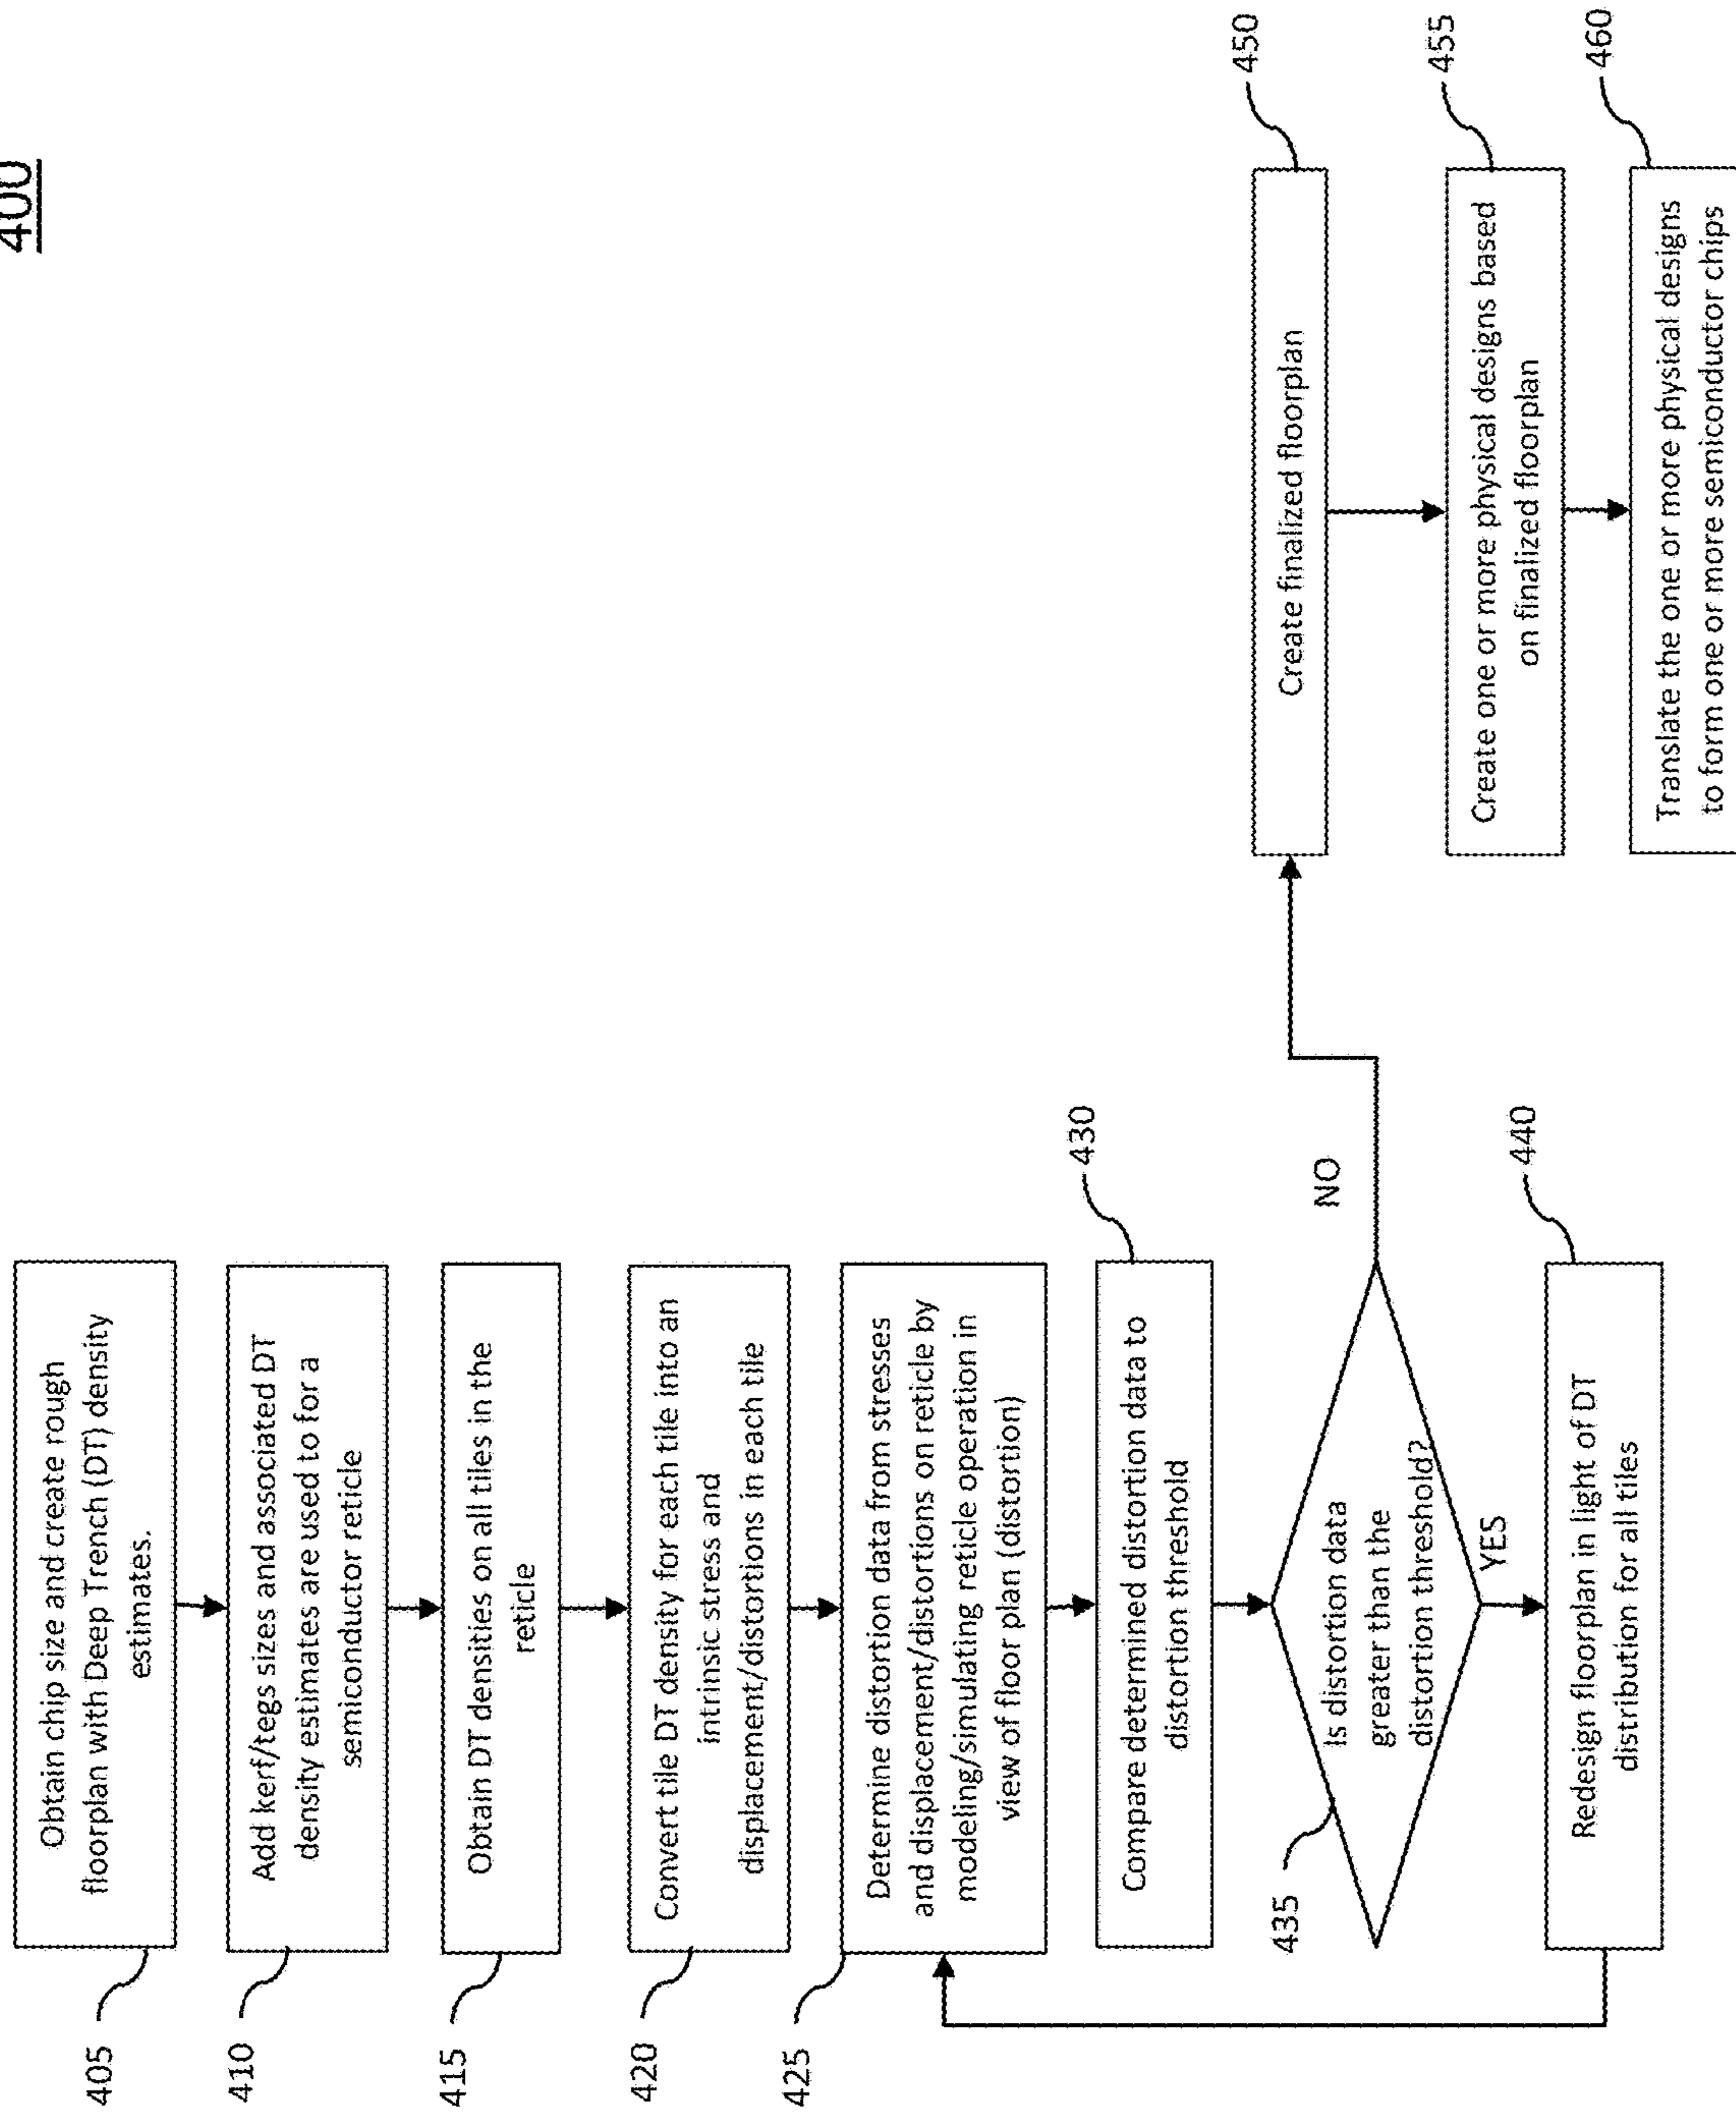 400
405
Obtain chip size and create rough
floorplan with Deep Trench (DT) density
estimates.
410
Add kerf/tegs sizes and associated DT
density estimates are used to for a
semiconductor reticle
415
Obtain DT densities on all tiles in the
reticle
420
Convert tile DT density for each tile into an
intrinsic stress and
displacement/distortions in each tile
425
Determine distortion data from stresses
and displacement/distortions on reticle by
modeling/simulating reticle operation in
view of floor plan (distortion)
430
Compare determined distortion data to
distortion threshold
435
Is distortion data
greater than the
distortion threshold?
NO
YES
440
Redesign floorplan in light of DT
distribution for all tiles
450
Create finalized floorplan
455
Create one or more physical designs based
on finalized floorplan
460
Translate the one or more physical designs
to form one or more semiconductor chips